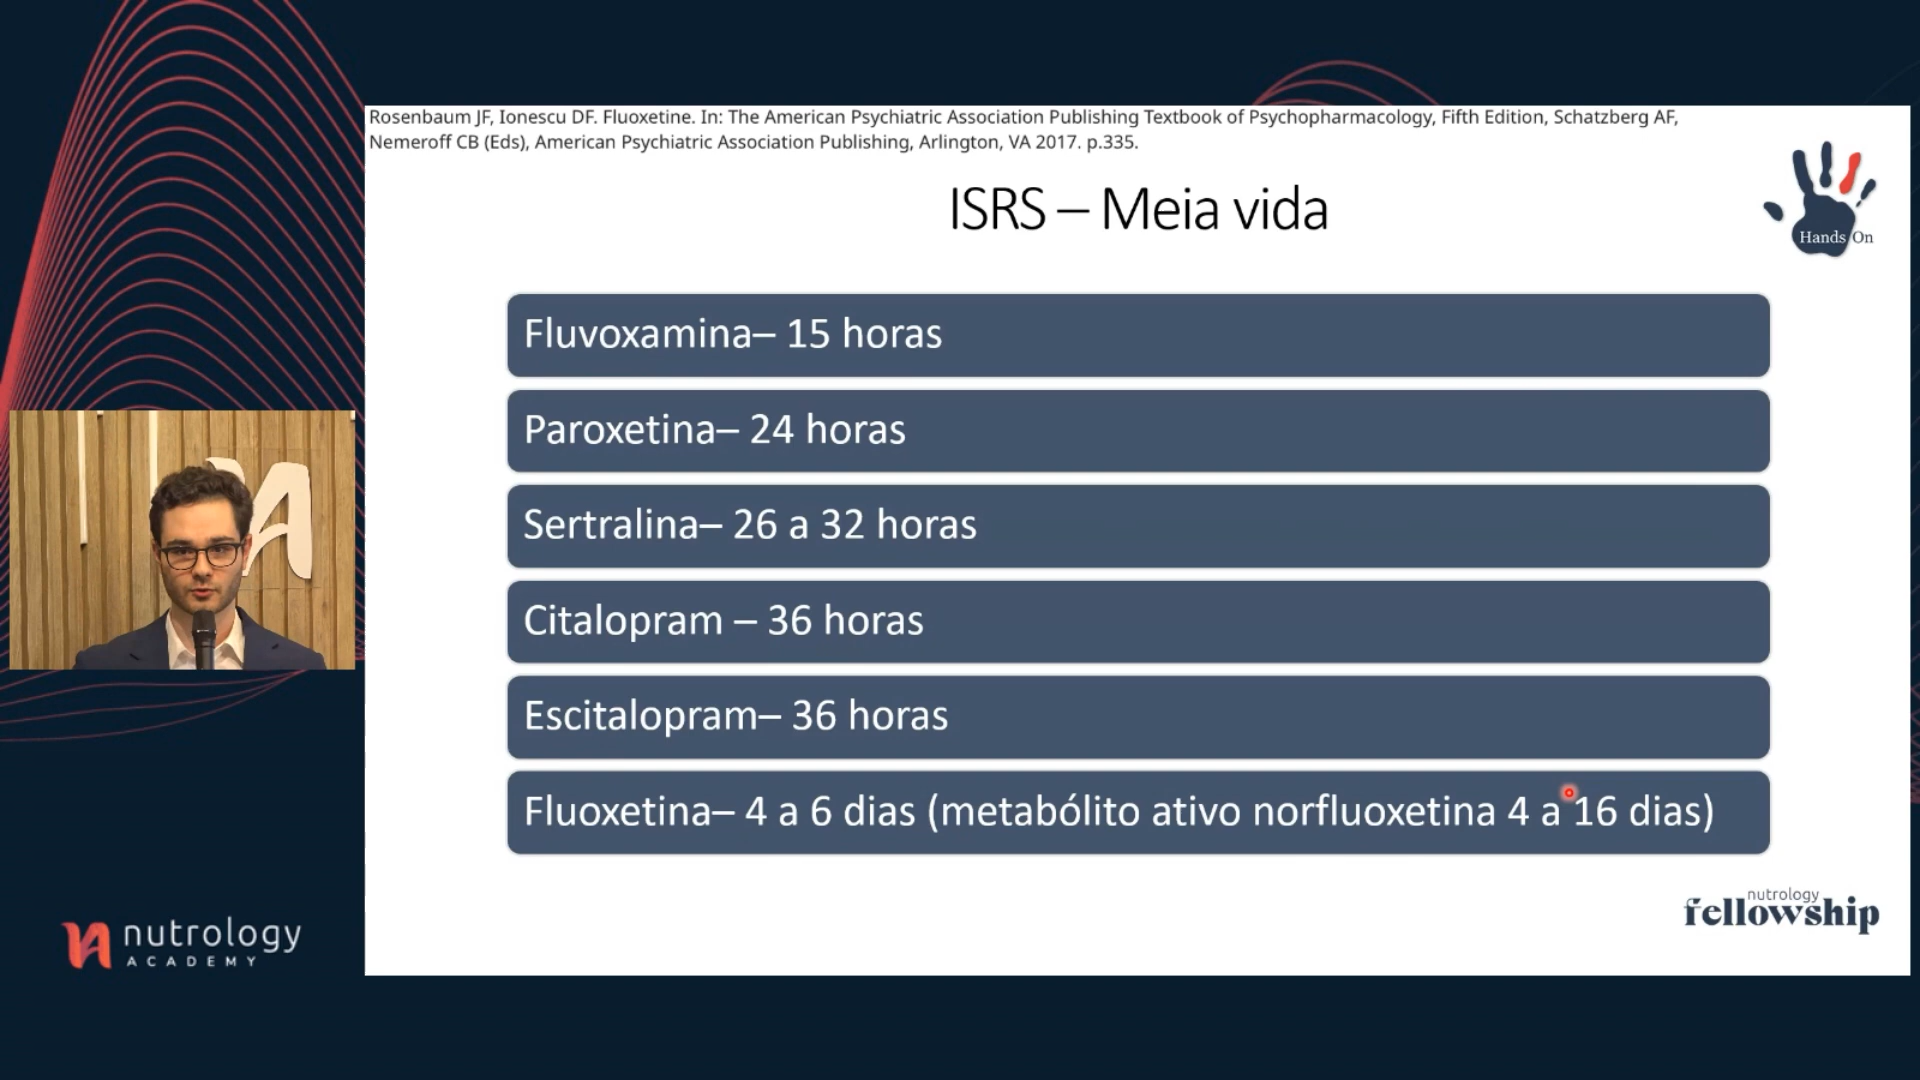 Rosenbaum JF, Ionescu DF. Fluoxetine. In: The American Psychiatric Association Publishing Textbook of Psychopharmacology, Fifth Edition, Schatzberg AF,
Nemeroff CB (Eds), American Psychiatric Association Publishing, Arlington, VA 2017. p.335.
ISRS – Meia vida
Hands On
Fluvoxamina– 15 horas
Paroxetina– 24 horas
Sertralina– 26 a 32 horas
Citalopram – 36 horas
Escitalopram– 36 horas
Fluoxetina– 4 a 6 dias (metabólito ativo norfluoxetina 4 a 16 dias)
nutrology
fellowship
nutrology
ACADEMY